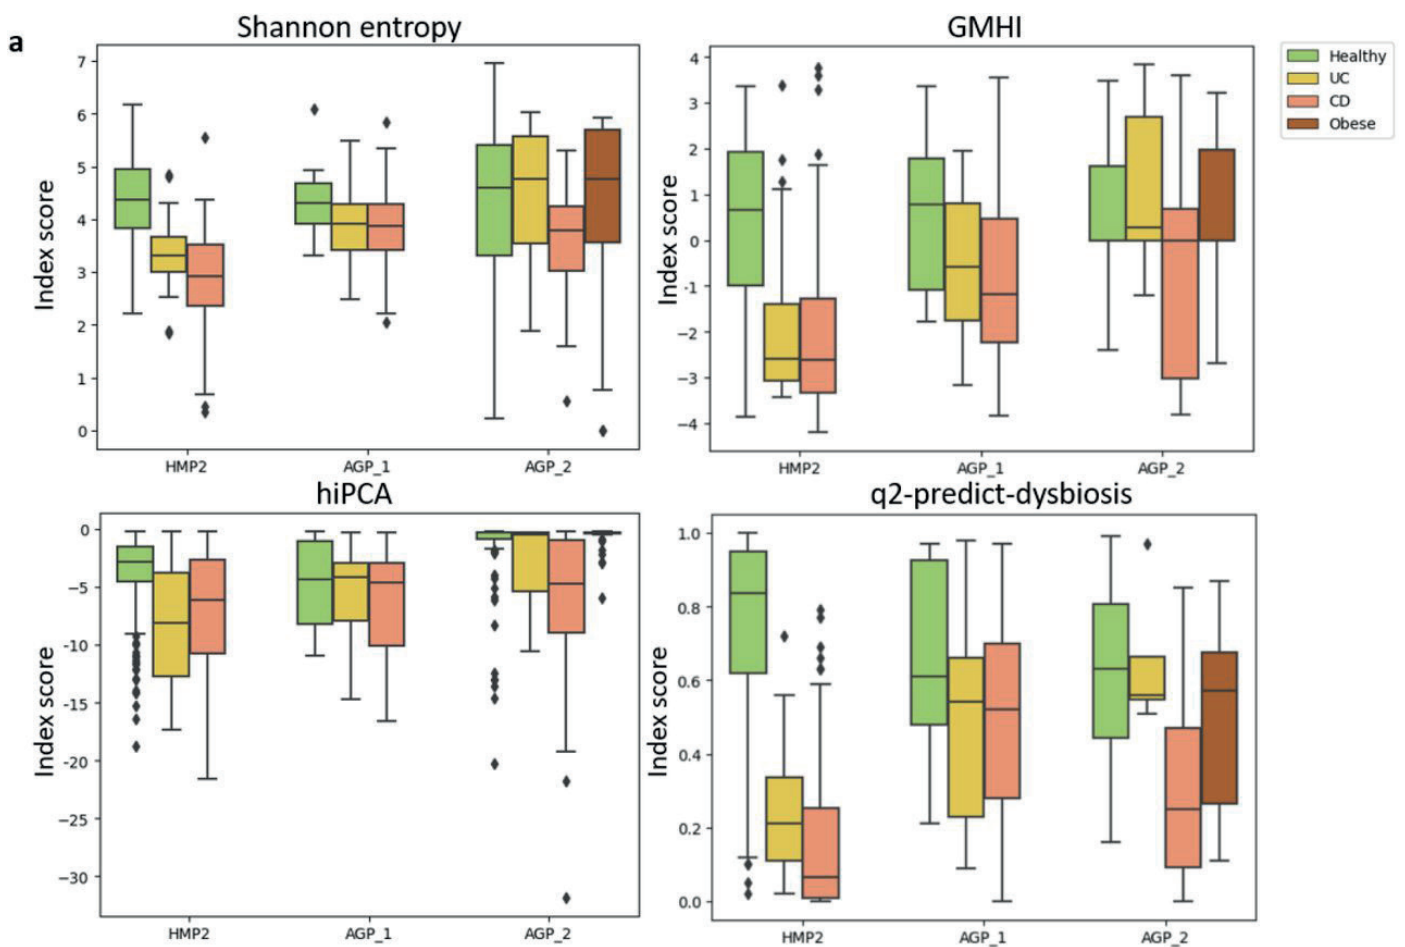 a
Shannon entropy
Index score
7
6
5
4
3
2
1
0
HMP2
AGP_1
AGP_2
GMHI
Index score
4
3
2
1
0
-1
−2
−3
−4
HMP2
AGP_1
AGP_2
Healthy
UC
CD
Obese
hiPCA
Index score
0
−5
−10
−15
−20
−25
−30
HMP2
AGP_1
AGP_2
q2-predict-dysbiosis
Index score
1.0
0.8
0.6
0.4
0.2
0.0
HMP2
AGP_1
AGP_2